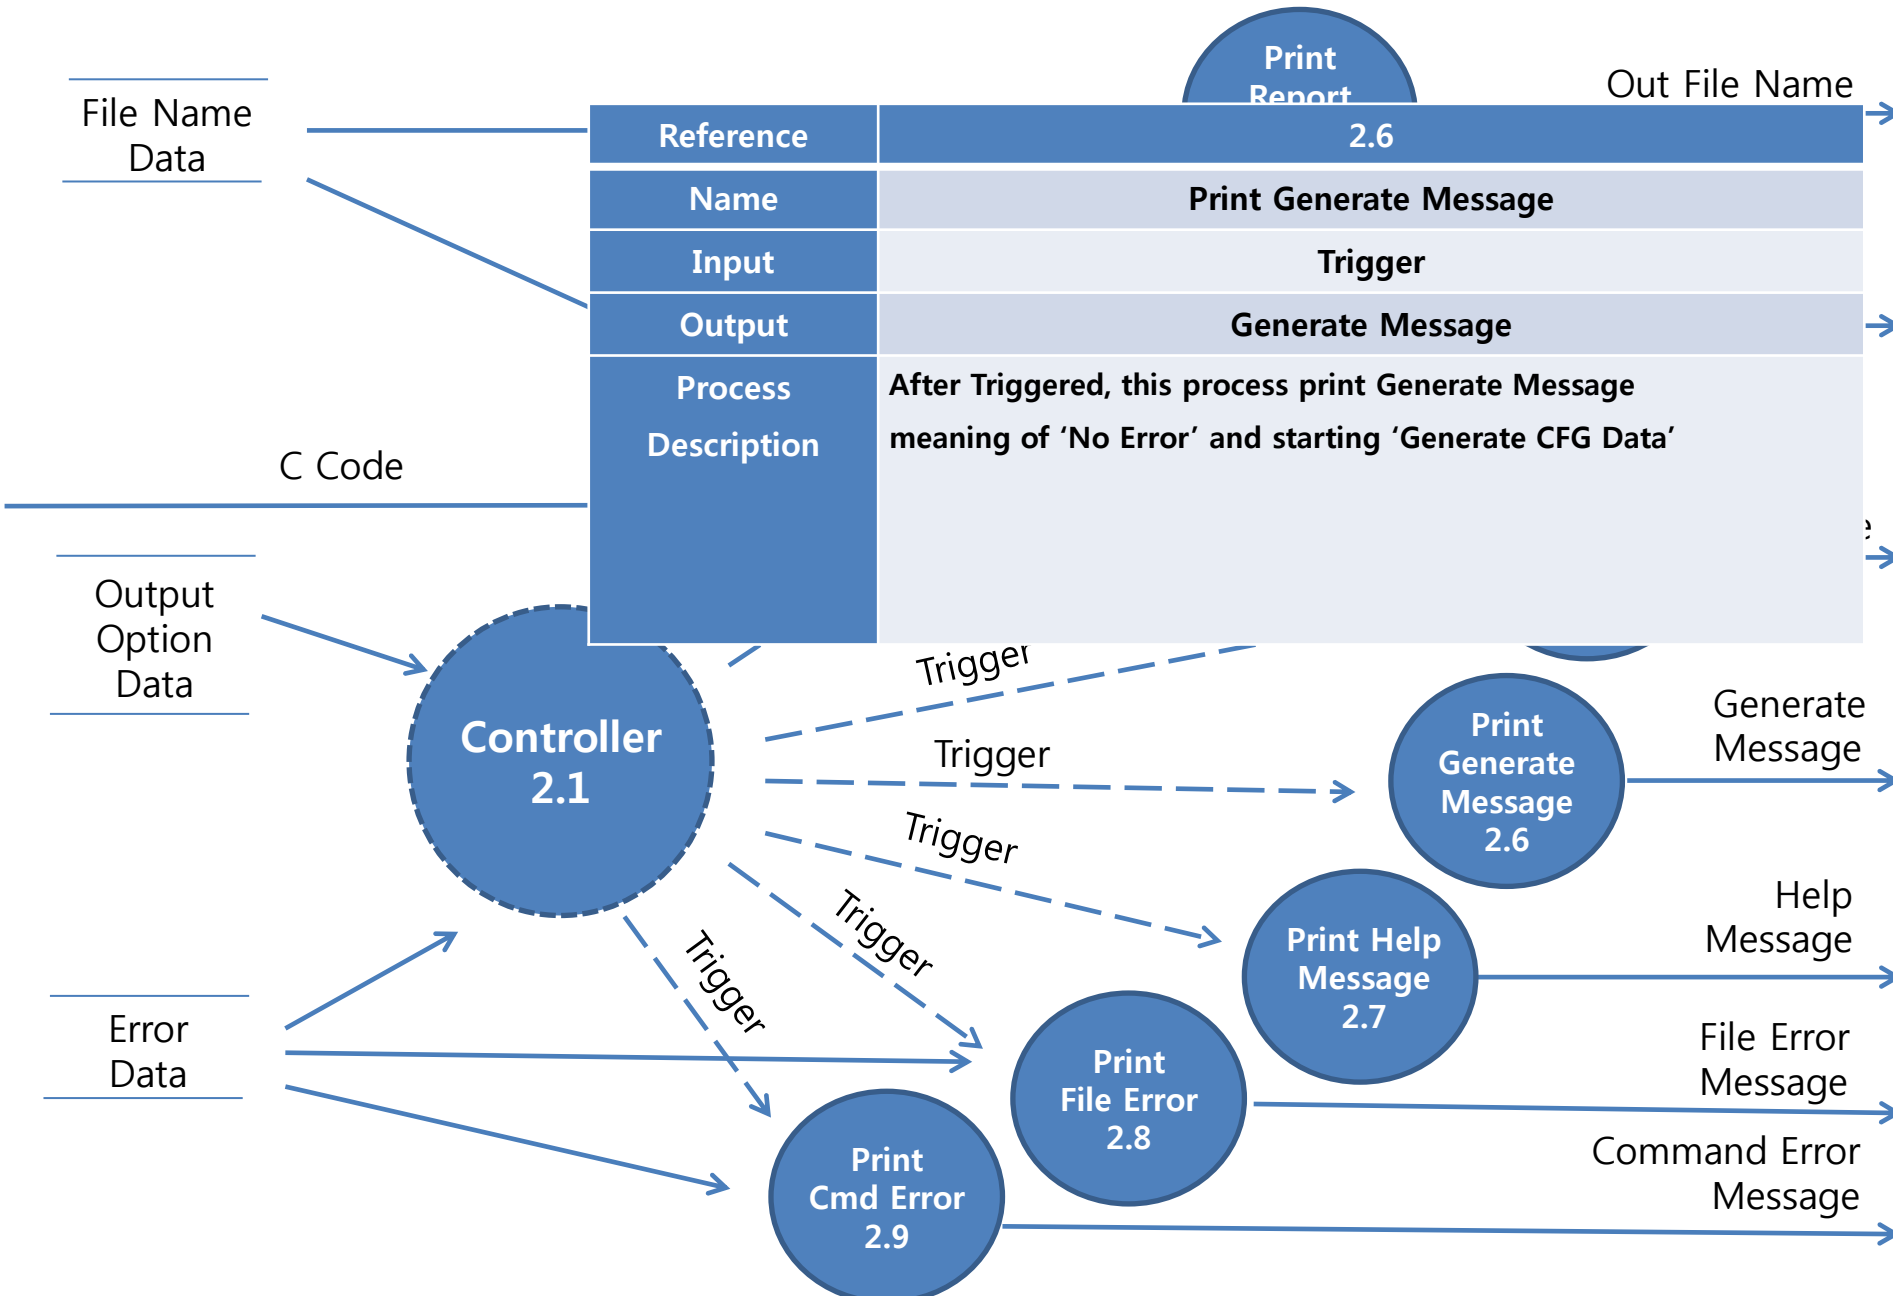 Print
Report
Out File Name
File Name
Data
Reference
2.6
Name
Print Generate Message
Input
Trigger
Output
Generate Message
Process
Description
After Triggered, this process print Generate Message
meaning of ‘No Error’ and starting ‘Generate CFG Data’
C Code
Output
Option
Data
Controller
2.1
Trigger
Trigger
Trigger
Trigger
Trigger
Print
Generate
Message
2.6
Generate
Message
Print Help
Message
2.7
Help
Message
Error
Data
Print
File Error
2.8
File Error
Message
Print
Cmd Error
2.9
Command Error
Message